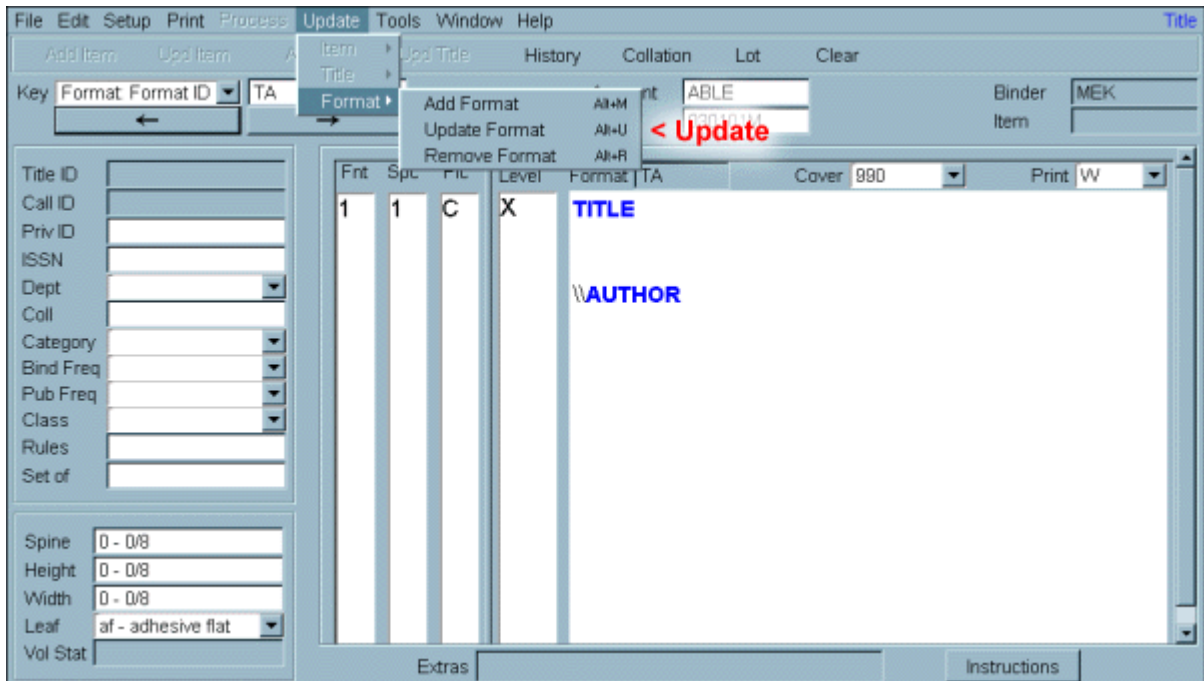 File Edit Setup Print Process Update Tools Window Help Title
Add Item Upd Item Upd Title History Collation Lot Clear
Item
Title
Format
Key Format: Format ID TA ABLE Binder MEK
Add Format Alt+M
Update Format Alt+U < Update
Remove Format Alt+R
← → Item
Title ID
Call ID
Priv ID
ISSN
Dept
Coll
Category
Bind Freq
Pub Freq
Class
Rules
Set of
Spine 0 - 0/8
Height 0 - 0/8
Width 0 - 0/8
Leaf af - adhesive flat
Vol Stat
Fnt Spc Plc Level Format TA Cover 990 Print W
1 1 C X TITLE
\\AUTHOR
Extras Instructions